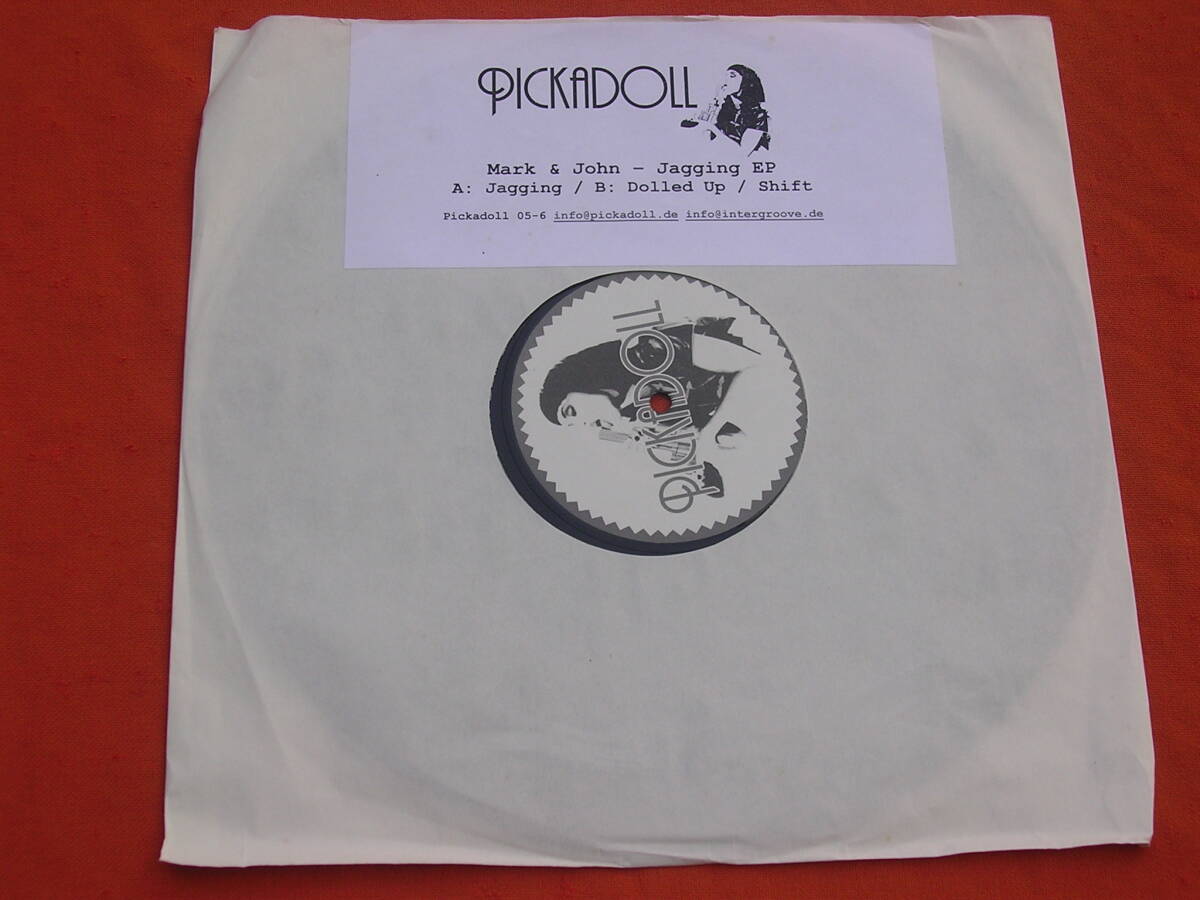 PICKADOLL
Mark & John – Jagging EP
A: Jagging / B: Dolled Up / Shift
Pickadoll 05-6 info@pickadoll.de info@intergroove.de
PICKADOLL